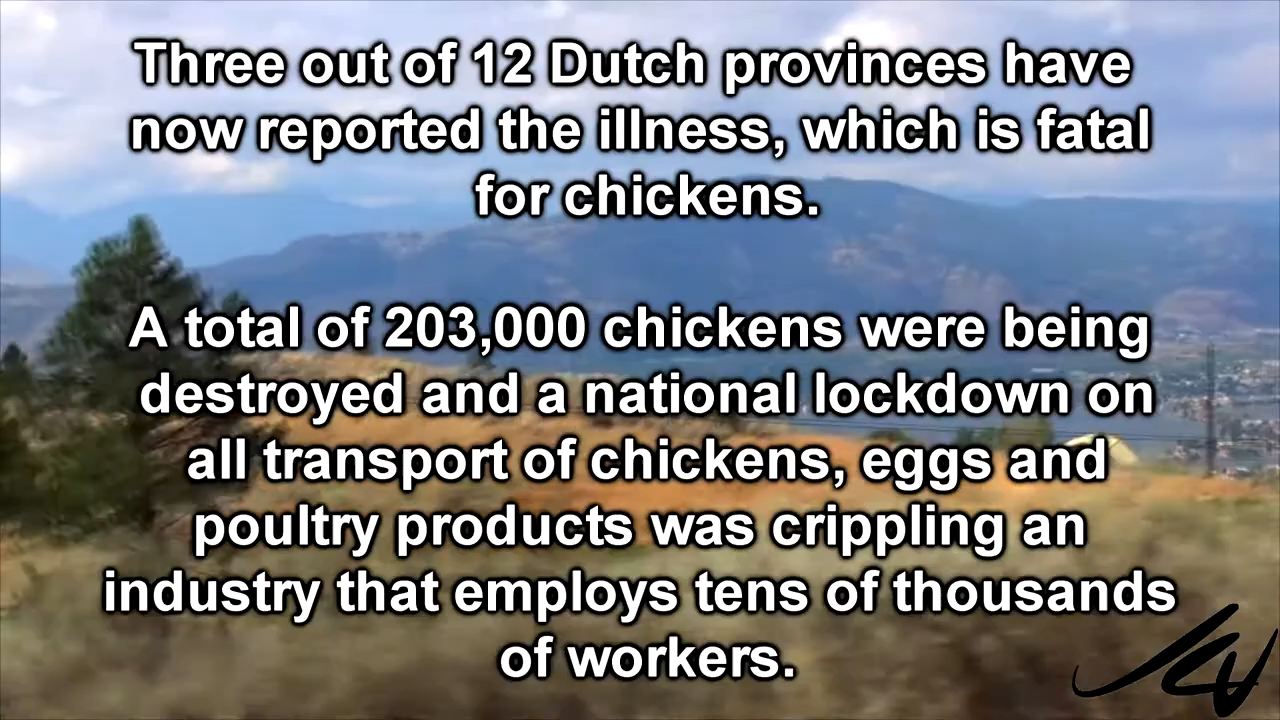 Three out of 12 Dutch provinces have
now reported the illness, which is fatal
for chickens.
A total of 203,000 chickens were being
destroyed and a national lockdown on
all transport of chickens, eggs and
poultry products was crippling an
industry that employs tens of thousands
of workers.